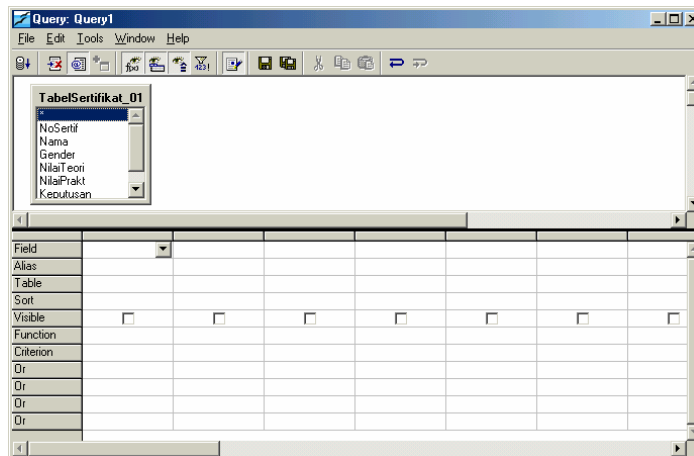 Query: Query1
File Edit Tools Window Help
TabelSertifikat_01
*
NoSertif
Nama
Gender
NilaiTeori
NilaiPrakt
Keputusan
Field
Alias
Table
Sort
Visible
Function
Criterion
Or
Or
Or
Or